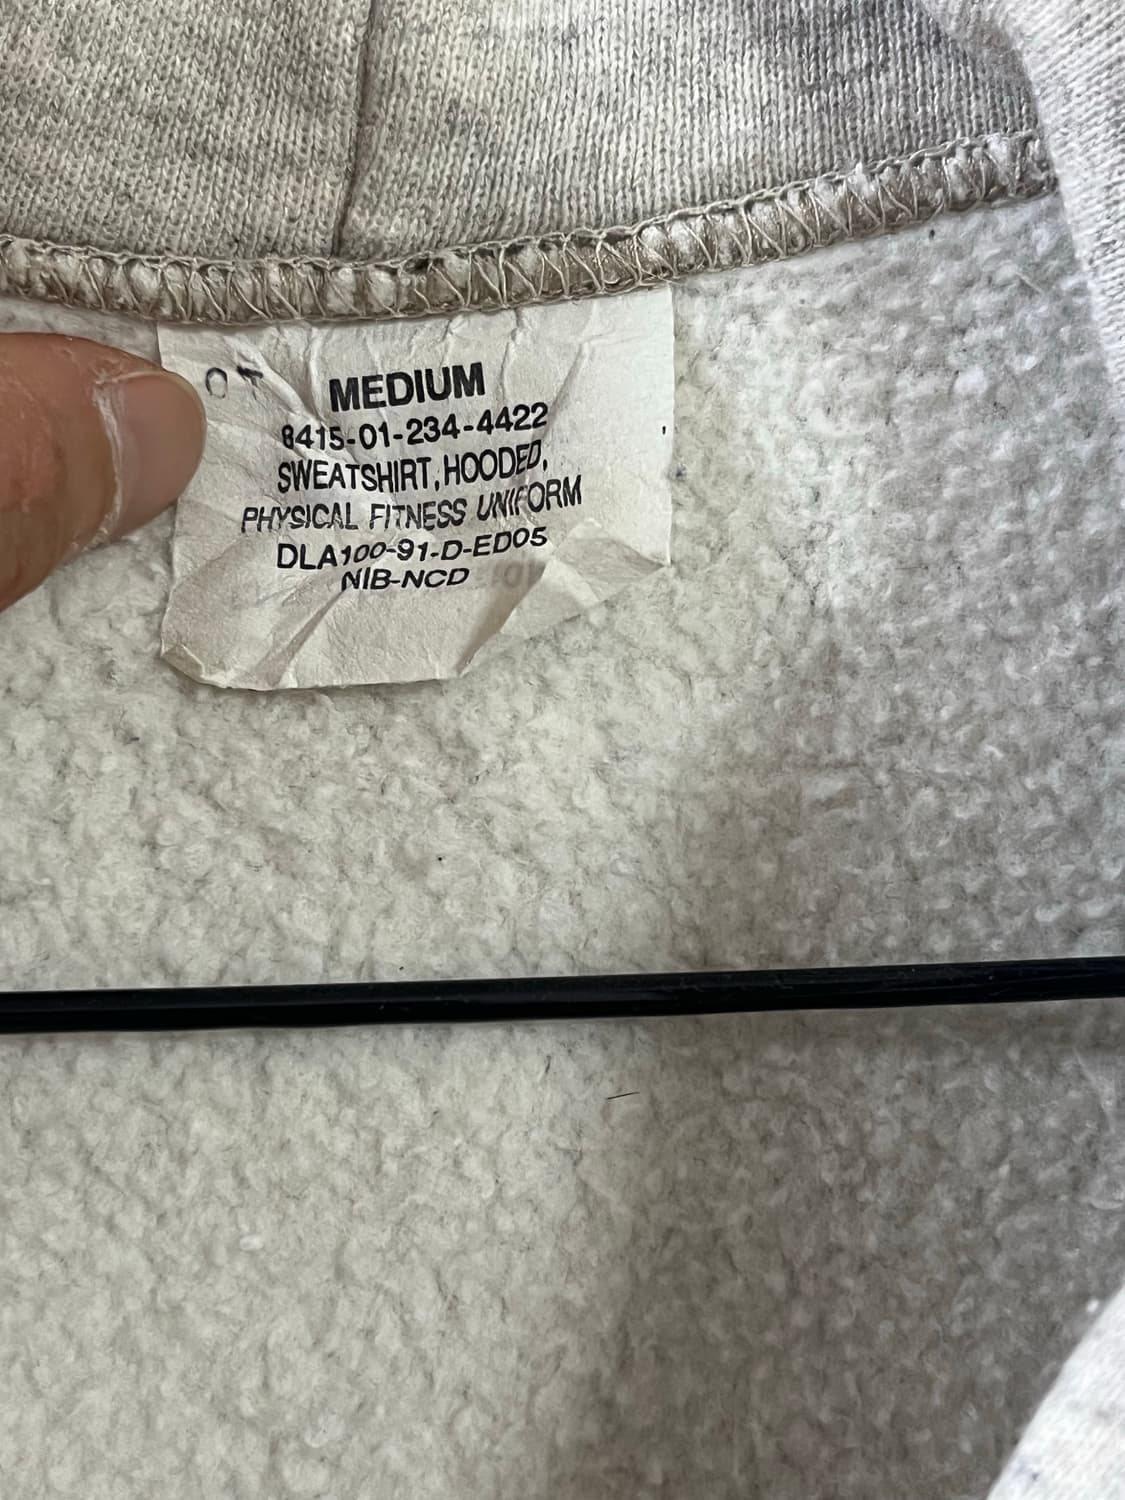 MEDIUM
8415-01-234-4422
SWEATSHIRT, HOODED,
PHYSICAL FITNESS UNIFORM
DLA100-91-D-ED05
NIB-NCD